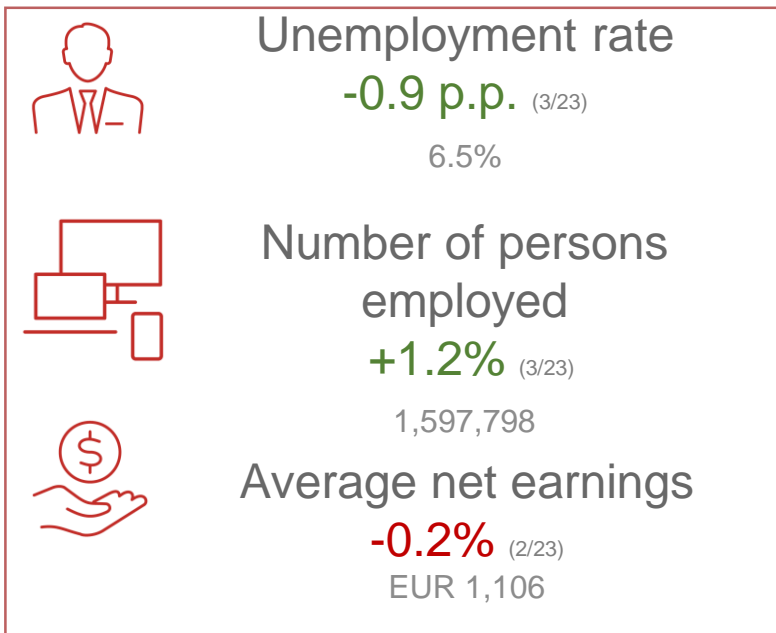 Unemployment rate
-0.9 p.p. (3/23)
6.5%
Number of persons
employed
+1.2% (3/23)
1,597,798
$
Average net earnings
-0.2% (2/23)
EUR 1,106